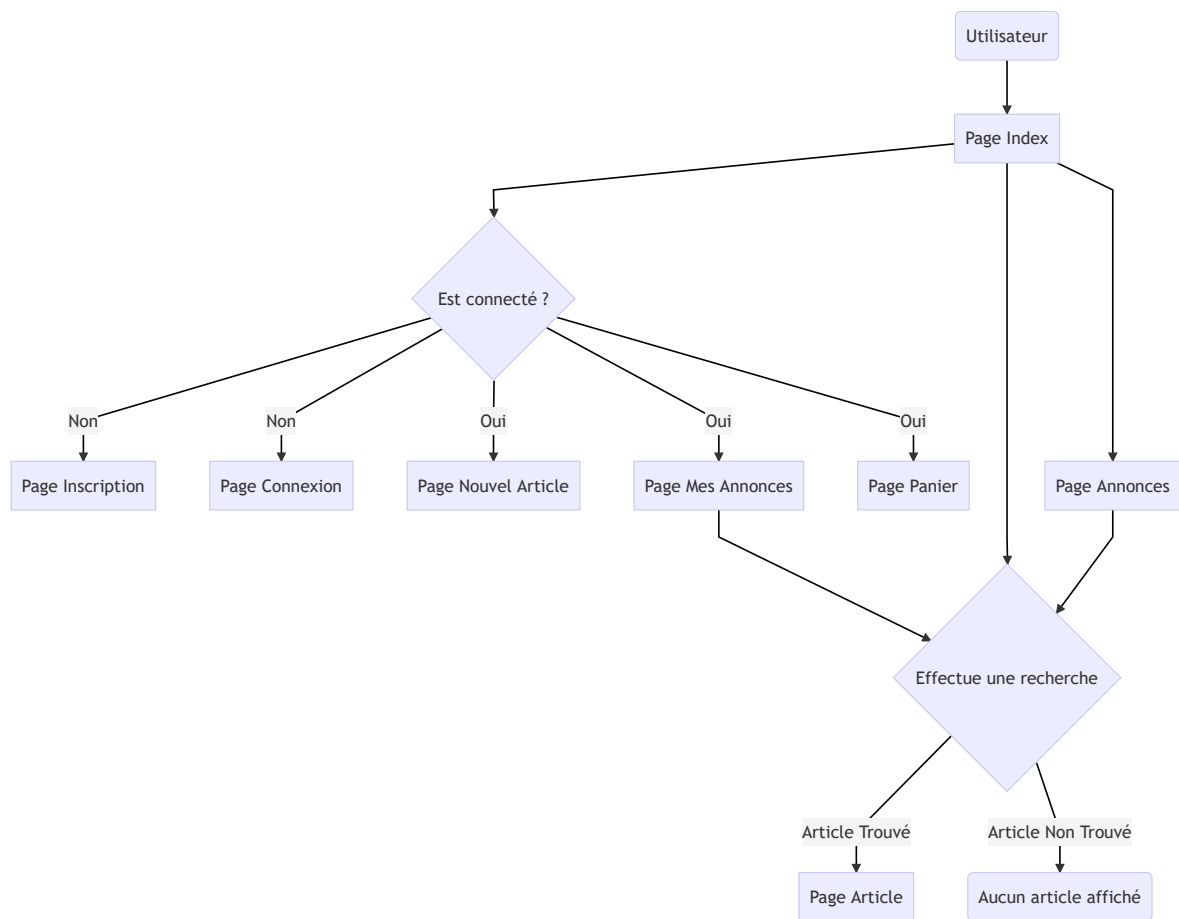 Utilisateur
Page Index
Est connecté ?
Non
Non
Oui
Oui
Oui
Page Inscription
Page Connexion
Page Nouvel Article
Page Mes Annonces
Page Panier
Page Annonces
Effectue une recherche
Article Trouvé
Article Non Trouvé
Page Article
Aucun article affiché